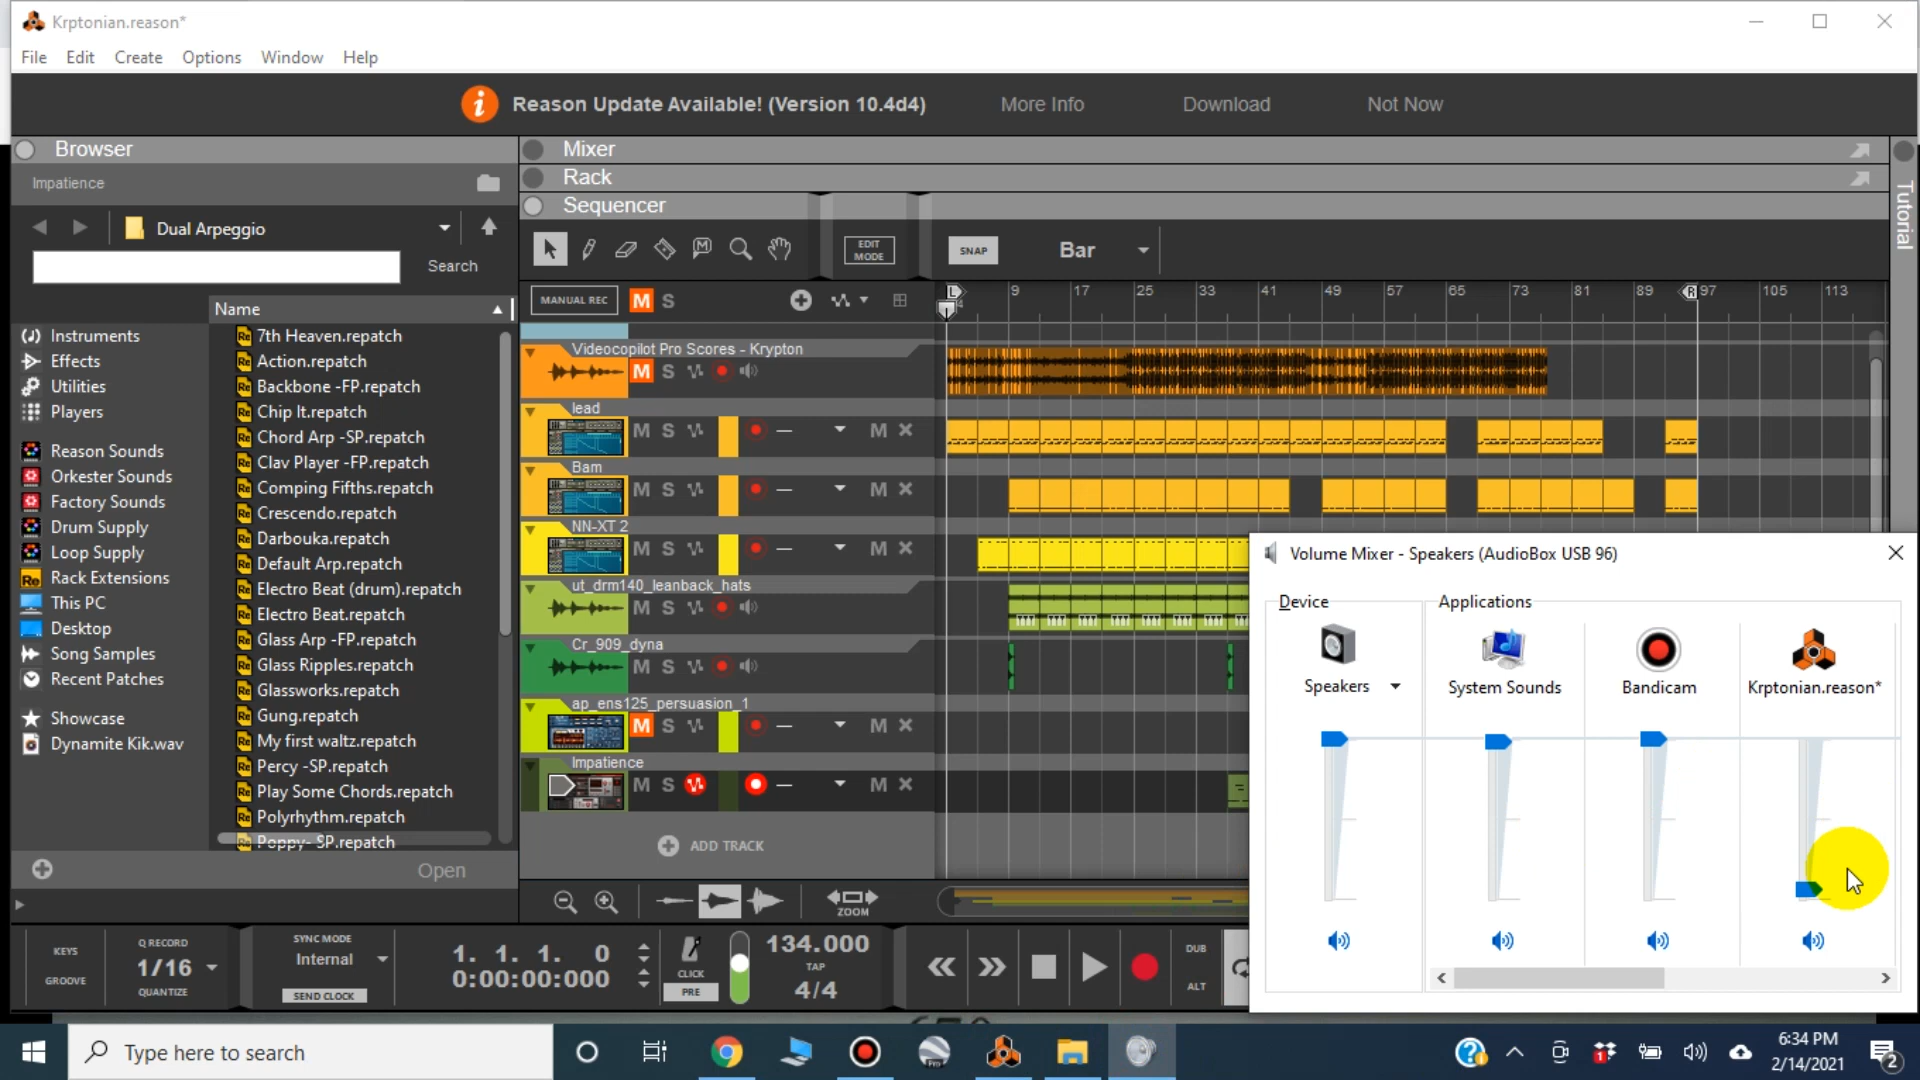 Krptonian.reason*
File Edit Create Options Window Help
Reason Update Available! (Version 10.4d4) More Info Download Not Now
Browser
Impatience
Dual Arpeggio
Search
Name
Instruments
Effects
Utilities
Players
Reason Sounds
Orkester Sounds
Factory Sounds
Drum Supply
Loop Supply
Rack Extensions
This PC
Desktop
Song Samples
Recent Patches
Showcase
Dynamite Kik.wav
7th Heaven.repatch
Action.repatch
Backbone -FP.repatch
Chip It.repatch
Chord Arp -SP.repatch
Clav Player -FP.repatch
Comping Fifths.repatch
Crescendo.repatch
Darbouka.repatch
Default Arp.repatch
Electro Beat (drum).repatch
Electro Beat.repatch
Glass Arp -FP.repatch
Glass Ripples.repatch
Glassworks.repatch
Gung.repatch
My first waltz.repatch
Percy -SP.repatch
Play Some Chords.repatch
Polyrhythm.repatch
Poppy- SP.repatch
Open
Mixer
Rack
Sequencer
Tutorial
EDIT MODE
SNAP
Bar
MANUAL REC M S
L 9 17 25 33 41 49 57 65 73 81 89 R 97 105 113
Videocopilot Pro Scores - Krypton
M S
lead
M S M
Bam
M S M
NN-XT 2
M S M
ut_drm140_leanback_hats
M S
Cr_909_dyna
M S
ap_ens125_persuasion_1
M S M
Impatience
M S M
ADD TRACK
ZOOM
Volume Mixer - Speakers (AudioBox USB 96)
Device
Applications
Speakers
System Sounds
Bandicam
Krptonian.reason*
KEYS
GROOVE
Q RECORD
1/16
QUANTIZE
SYNC MODE
Internal
SEND CLOCK
1. 1. 1. 0
0:00:00:000
CLICK
PRE
134.000
TAP
4/4
DUB
ALT
Type here to search
6:34 PM
2/14/2021
1
2